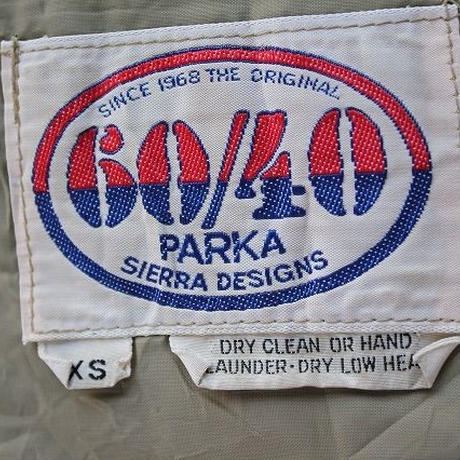 SINCE 1968 THE ORIGINAL
60/40
PARKA
SIERRA DESIGNS
XS
DRY CLEAN OR HAND
LAUNDER·DRY LOW HEA